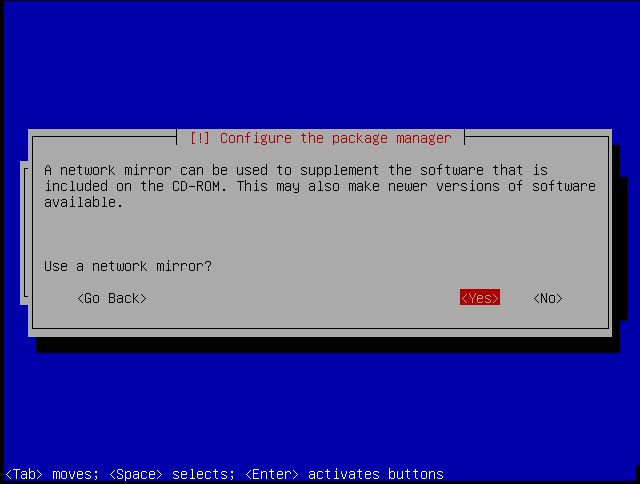 [!] Configure the package manager
A network mirror can be used to supplement the software that is
included on the CD-ROM. This may also make newer versions of software
available.
Use a network mirror?
<Go Back> <Yes> <No>
<Tab> moves; <Space> selects; <Enter> activates buttons